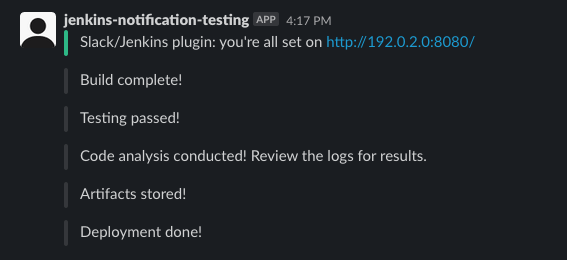 jenkins-notification-testing APP 4:17 PM
Slack/Jenkins plugin: you're all set on http://192.0.2.0:8080/
Build complete!
Testing passed!
Code analysis conducted! Review the logs for results.
Artifacts stored!
Deployment done!